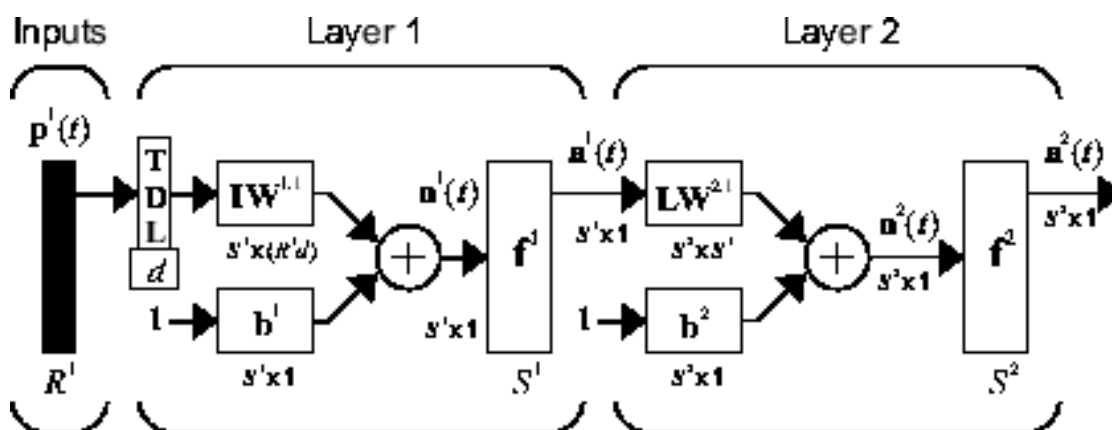 Inputs
Layer 1
Layer 2
p¹(t)
T
D
L
d
IW¹·¹
S¹x(R¹d)
1
b¹
S¹x1
R¹
n¹(t)
S¹x1
f¹
S¹
a¹(t)
S¹x1
LW²·¹
S²xS¹
1
b²
S²x1
n²(t)
S²x1
f²
S²
a²(t)
S²x1